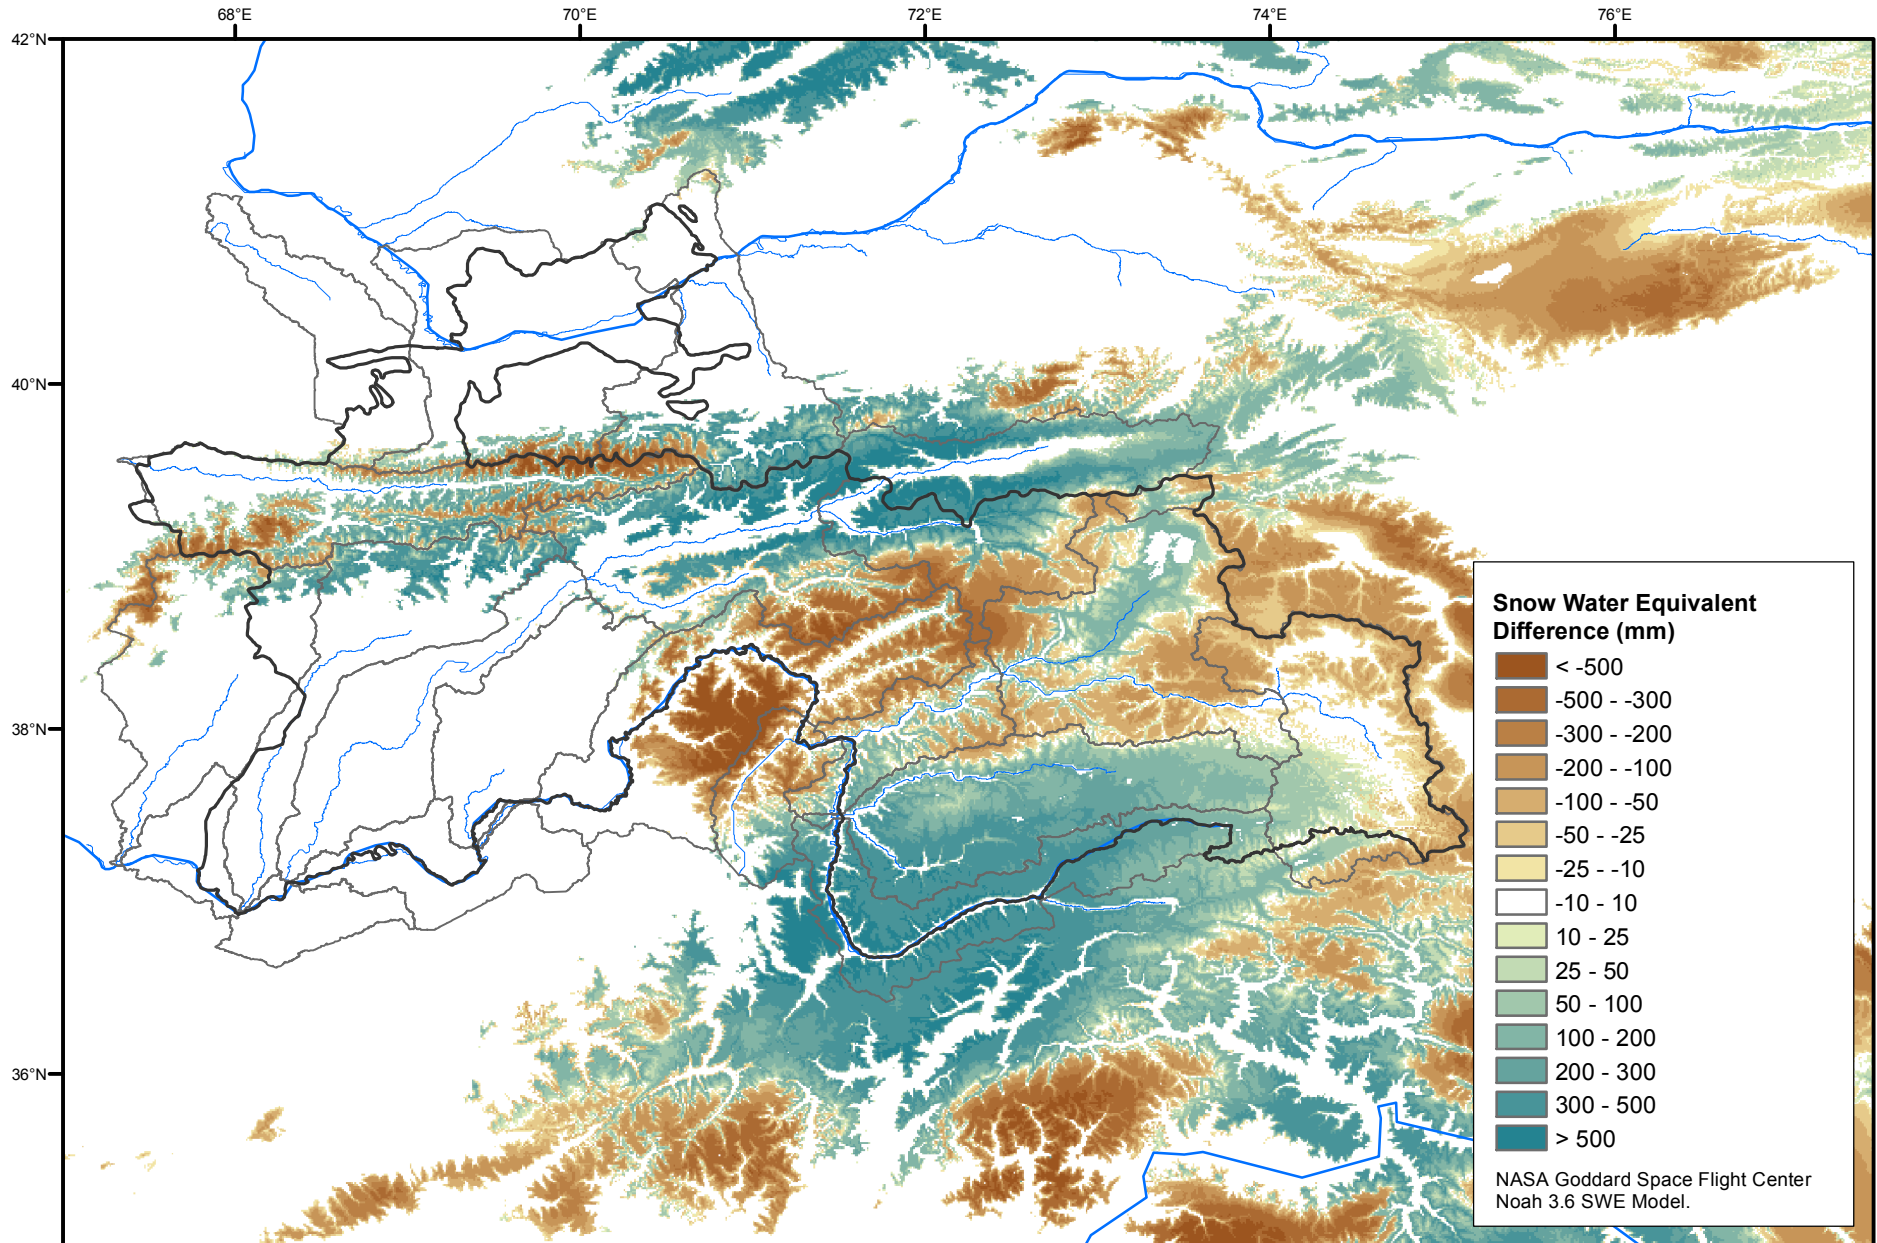 68°E
70°E
72°E
74°E
76°E
42°N
40°N
38°N
36°N
Snow Water Equivalent
Difference (mm)
< -500
-500 - -300
-300 - -200
-200 - -100
-100 - -50
-50 - -25
-25 - -10
-10 - 10
10 - 25
25 - 50
50 - 100
100 - 200
200 - 300
300 - 500
> 500
NASA Goddard Space Flight Center
Noah 3.6 SWE Model.